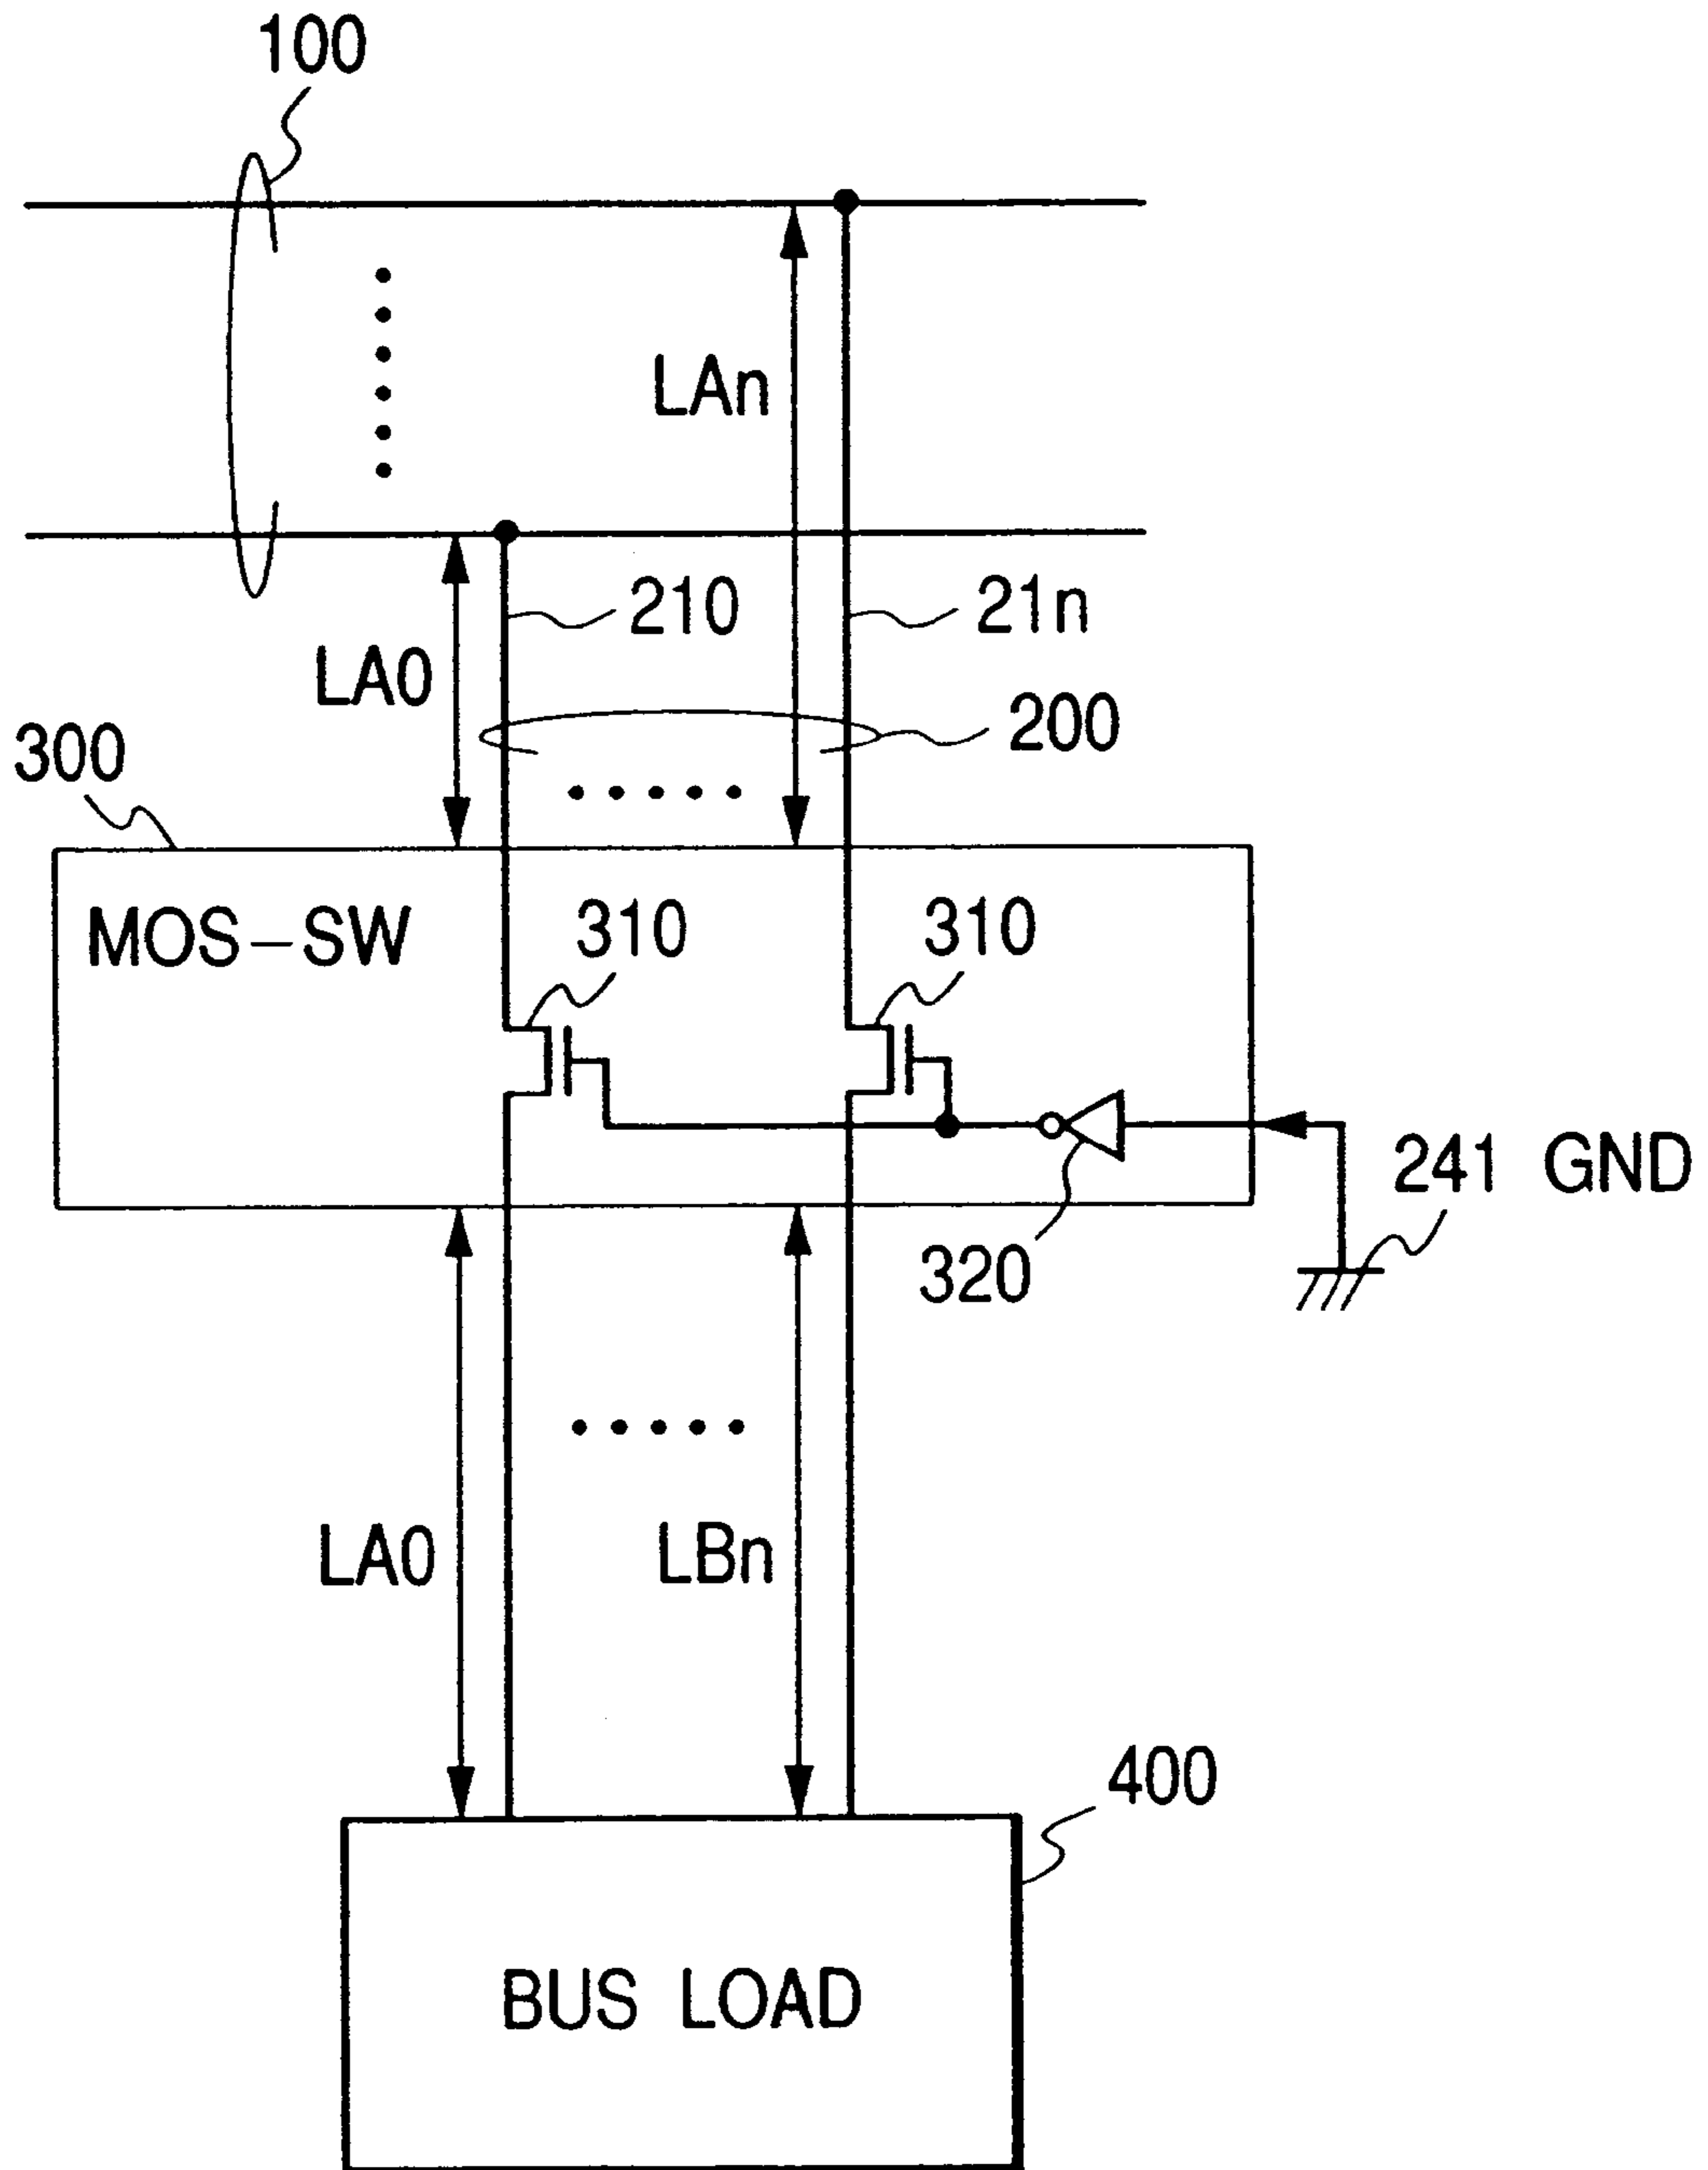 100
LAn
210
21n
LA0
200
300
MOS-SW
310
310
241 GND
320
LA0
LBn
400
BUS LOAD